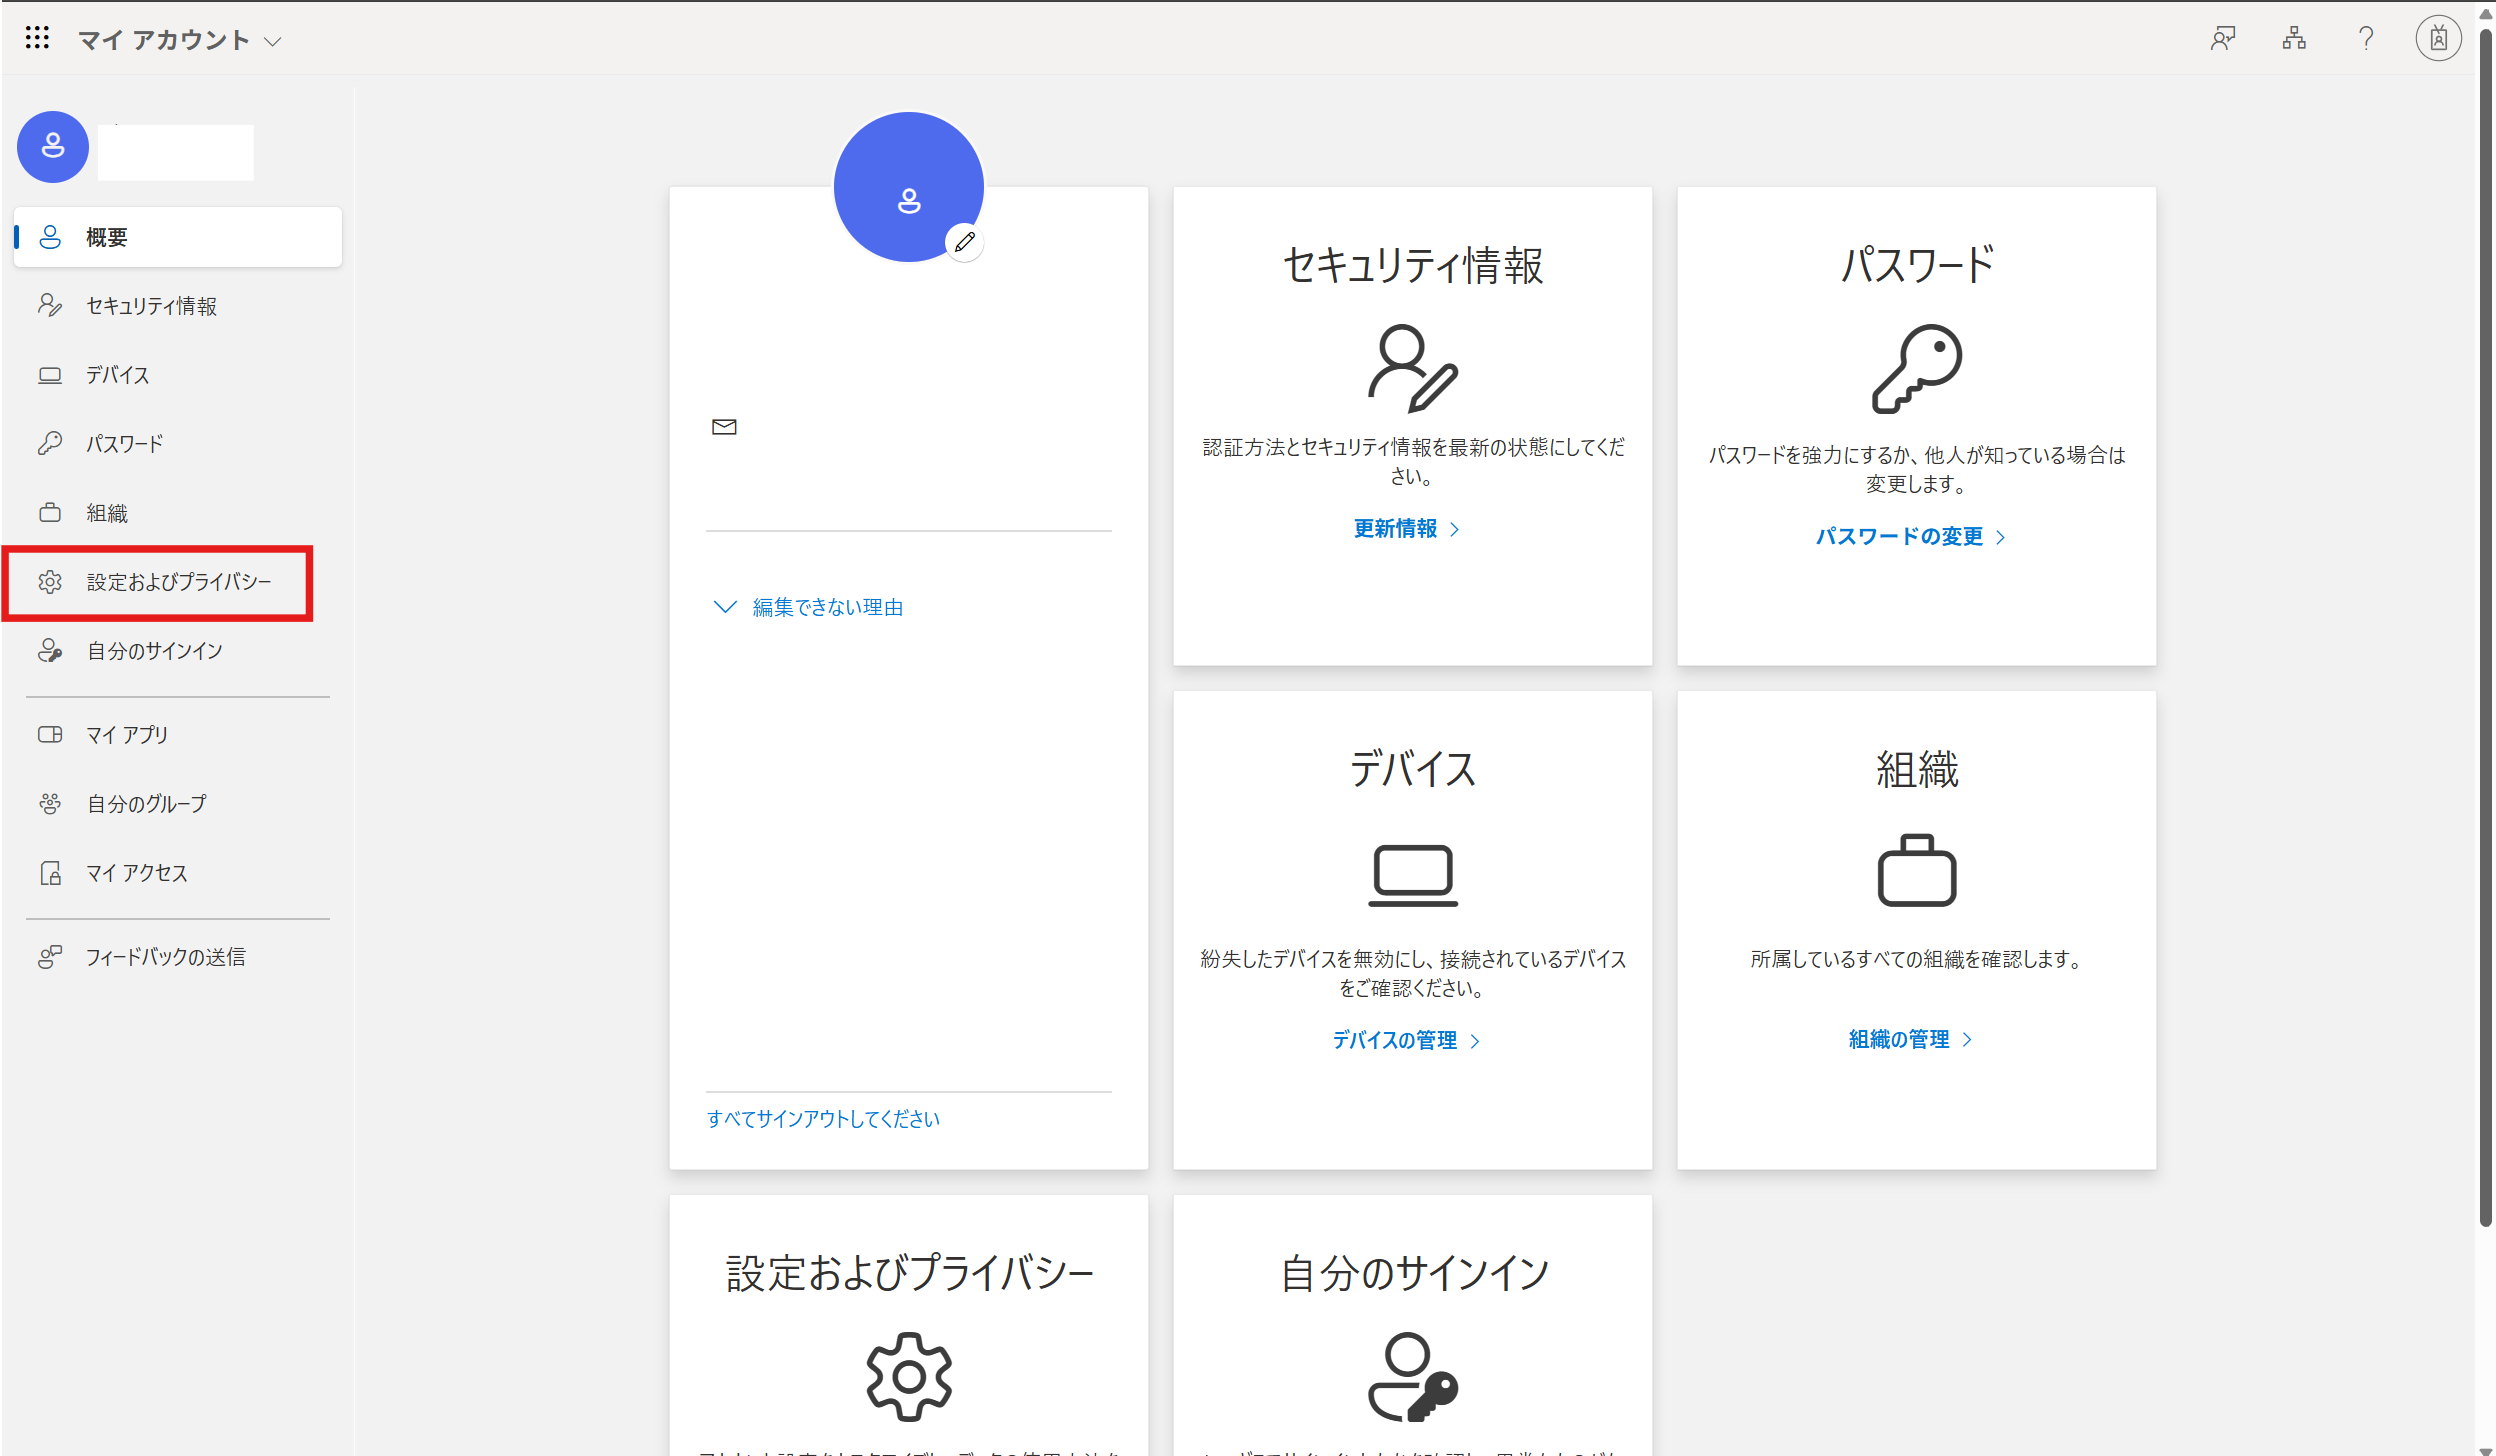 マイ アカウント
概要
セキュリティ情報
デバイス
パスワード
組織
設定およびプライバシー
自分のサインイン
マイ アプリ
自分のグループ
マイ アクセス
フィードバックの送信
編集できない理由
すべてサインアウトしてください
セキュリティ情報
認証方法とセキュリティ情報を最新の状態にしてくだ
さい。
更新情報
パスワード
パスワードを強力にするか、他人が知っている場合は
変更します。
パスワードの変更
デバイス
紛失したデバイスを無効にし、接続されているデバイス
をご確認ください。
デバイスの管理
組織
所属しているすべての組織を確認します。
組織の管理
設定およびプライバシー
自分のサインイン